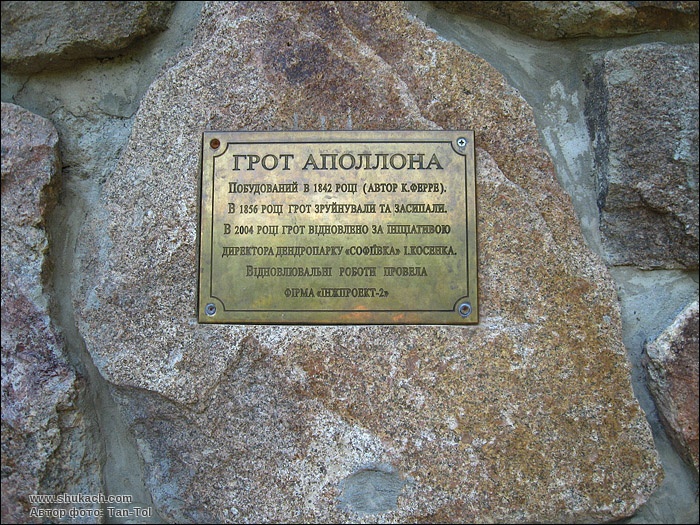 ГРОТ АПОЛЛОНА
ПОБУДОВАНИЙ В 1842 РОЦІ (АВТОР К.ФЕРРЕ).
В 1856 РОЦІ ГРОТ ЗРУЙНУВАЛИ ТА ЗАСИПАЛИ.
В 2004 РОЦІ ГРОТ ВІДНОВЛЕНО ЗА ІНІЦІАТИВОЮ
ДИРЕКТОРА ДЕНДРОПАРКУ «СОФІЇВКА» І.КОСЕНКА.
ВІДНОВЛЮВАЛЬНІ РОБОТИ ПРОВЕЛА
ФІРМА «ІНЖПРОЕКТ-2»
www.shukach.com
Автор фото: Tan-Tol